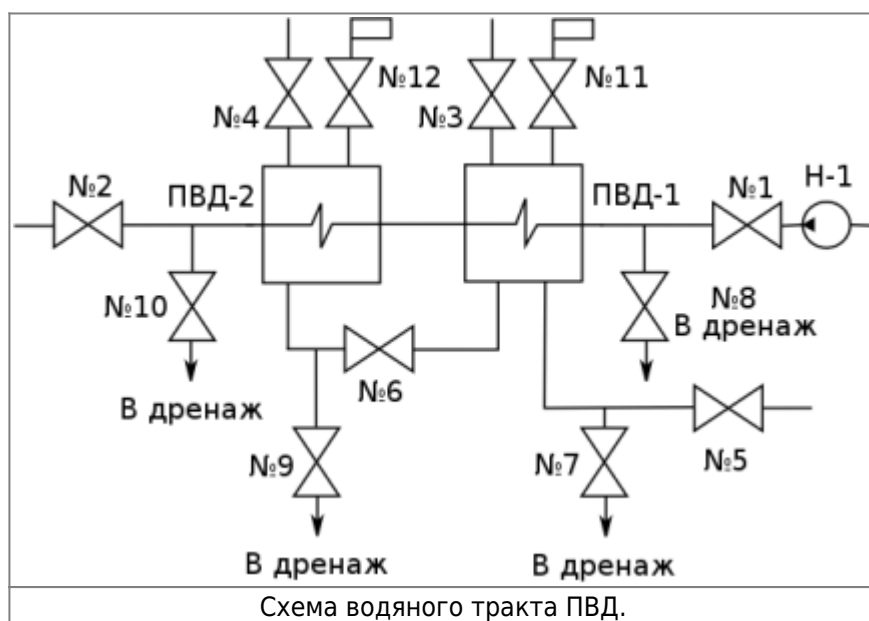 №4
№12
№3
№11
№2
ПВД-2
ПВД-1
№1
Н-1
№10
№8
В дренаж
В дренаж
№6
№9
№7
№5
В дренаж
В дренаж
Схема водяного тракта ПВД.